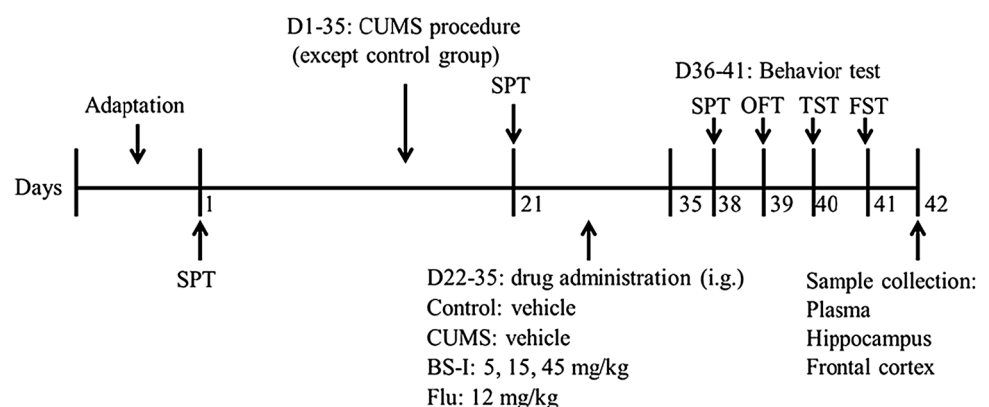 D1-35: CUMS procedure
(except control group)
Adaptation
SPT
D36-41: Behavior test
SPT OFT TST FST
Days
1 21 35 38 39 40 41 42
SPT
D22-35: drug administration (i.g.)
Control: vehicle
CUMS: vehicle
BS-I: 5, 15, 45 mg/kg
Flu: 12 mg/kg
Sample collection:
Plasma
Hippocampus
Frontal cortex